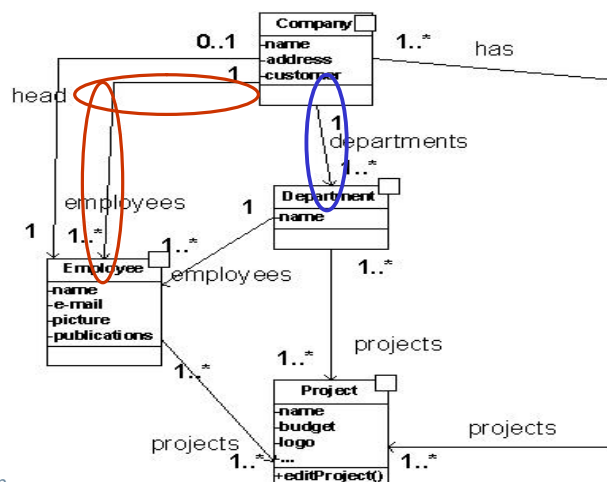 Company
0..1
-name
1..*
-address
has
1
-customer
head
1
departments
1..*
Department
employees
1
-name
1
1..*
1..*
Employee
employees
1..*
-name
-e-mail
-picture
-publications
projects
1..*
1..*
Project
-name
projects
projects
-budget
-logo
1..*
-...
1..*
+editProject()